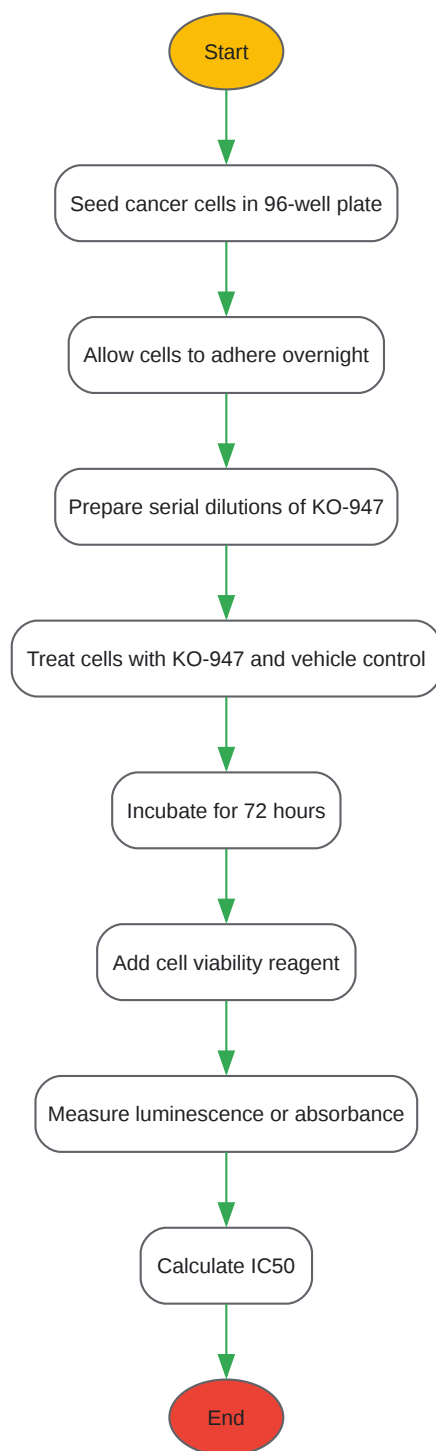 Start
Seed cancer cells in 96-well plate
Allow cells to adhere overnight
Prepare serial dilutions of KO-947
Treat cells with KO-947 and vehicle control
Incubate for 72 hours
Add cell viability reagent
Measure luminescence or absorbance
Calculate IC50
End